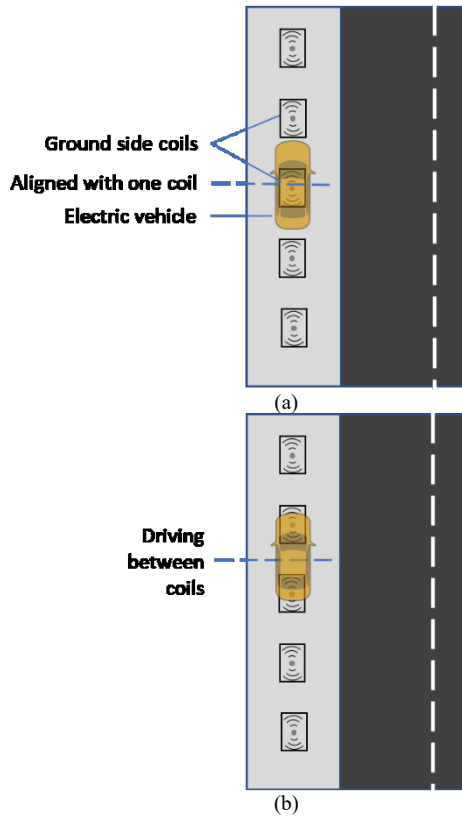 Ground side coils
Aligned with one coil
Electric vehicle
(a)
Driving
between
coils
(b)